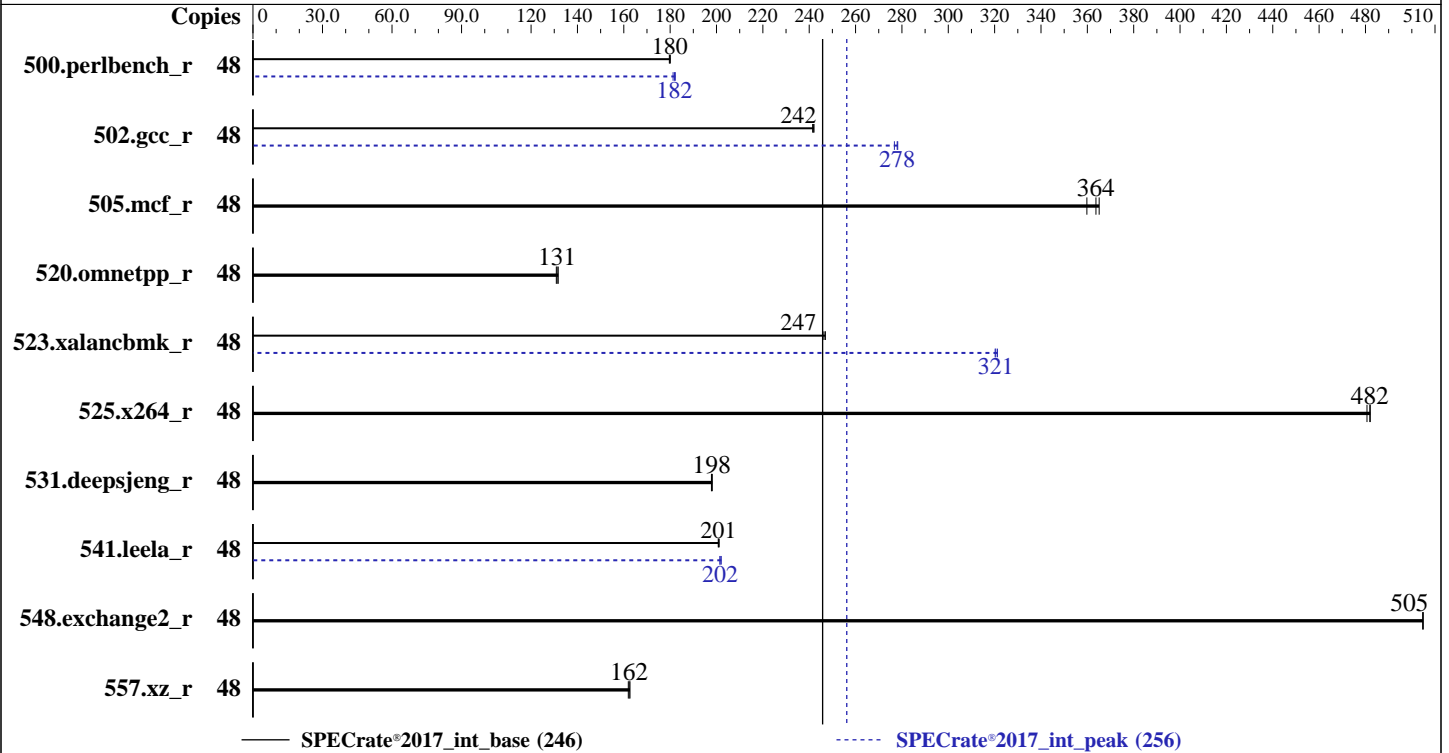 Copies 0 30.0 60.0 90.0 120 140 160 180 200 220 240 260 280 300 320 340 360 380 400 420 440 460 480 510
180
500.perlbench_r 48
182
242
502.gcc_r 48
278
364
505.mcf_r 48
131
520.omnetpp_r 48
247
523.xalancbmk_r 48
321
482
525.x264_r 48
198
531.deepsjeng_r 48
201
541.leela_r 48
202
505
548.exchange2_r 48
162
557.xz_r 48
SPECrate®2017_int_base (246) SPECrate®2017_int_peak (256)